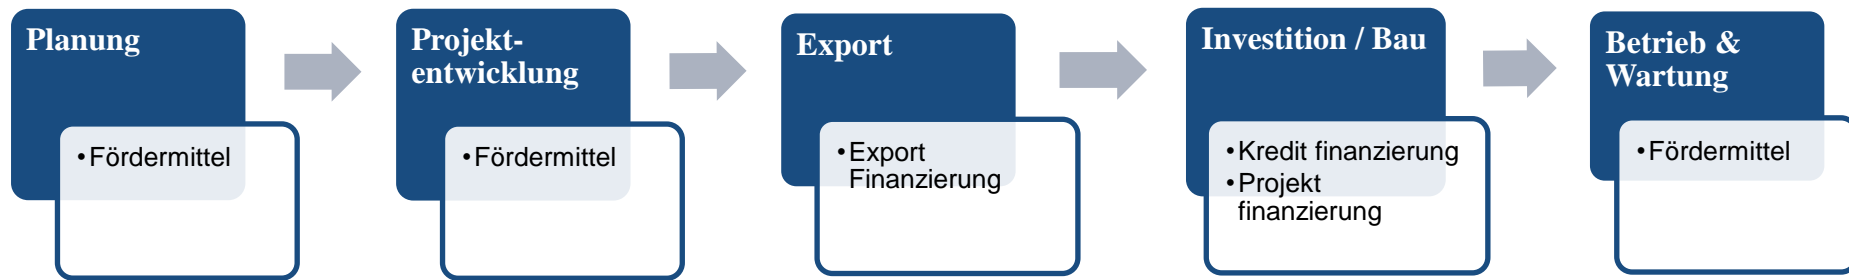 Planung
• Fördermittel
Projekt-
entwicklung
• Fördermittel
Export
• Export
Finanzierung
Investition / Bau
• Kredit finanzierung
• Projekt
finanzierung
Betrieb &
Wartung
• Fördermittel